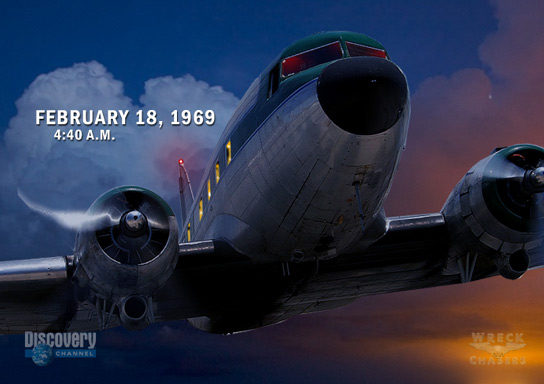 FEBRUARY 18, 1969
4:40 A.M.
Discovery
CHANNEL
WRECK
CHASERS